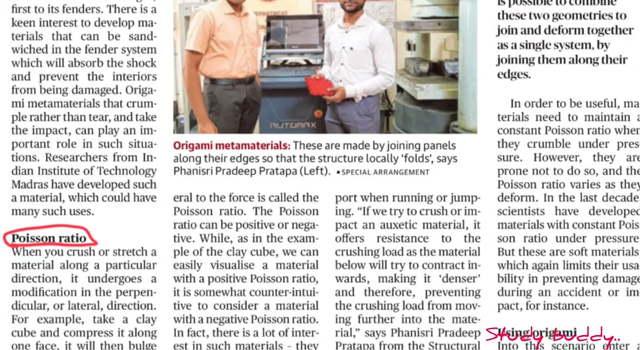 first to its fenders. There is a
keen interest to develop ma-
terials that can be sand-
wiched in the fender system
which will absorb the shock
and prevent the interiors
from being damaged. Origa-
mi metamaterials that crum-
ple rather than tear, and take
the impact, can play an im-
portant role in such situa-
tions. Researchers from In-
dian Institute of Technology
Madras have developed such
a material, which could have
many such uses.
Poisson ratio
When you crush or stretch a
material along a particular
direction, it undergoes a
modification in the perpen-
dicular, or lateral, direction.
For example, take a clay
cube and compress it along
one face, it will then bulge
AUTOMAX
Origami metamaterials: These are made by joining panels
along their edges so that the structure locally ‘folds’, says
Phanisri Pradeep Pratapa (Left). • SPECIAL ARRANGEMENT
eral to the force is called the
Poisson ratio. The Poisson
ratio can be positive or nega-
tive. While, as in the exam-
ple of the clay cube, we can
easily visualise a material
with a positive Poisson ratio,
it is somewhat counter-intui-
tive to consider a material
with a negative Poisson ratio.
In fact, there is a lot of inter-
est in such materials – they
port when running or jump-
ing. “If we try to crush or im-
pact an auxetic material, it
offers resistance to the
crushing load as the material
below will try to contract in-
wards, making it ‘denser’
and therefore, preventing
the crushing load from mov-
ing further into the mate-
rial,” says Phanisri Pradeep
Pratapa from the Structural
is possible to combine
these two geometries to
join and deform together
as a single system, by
joining them along their
edges.
In order to be useful, ma
terials need to maintain a
constant Poisson ratio when
they crumble under pres
sure. However, they are
prone not to do so, and the
Poisson ratio varies as they
deform. In the last decade
scientists have developed
materials with constant Pois
son ratio under pressure
But these are soft materials
which again limits their usa
bility in preventing damage
during an accident or im
pact, for instance.
Using origami
Study Buddy..
Into this scenario enter a